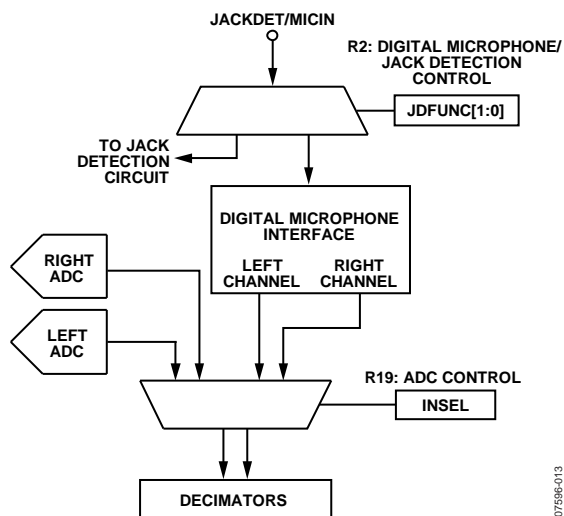 JACKDET/MICIN
R2: DIGITAL MICROPHONE/
JACK DETECTION
CONTROL
JDFUNC[1:0]
TO JACK
DETECTION
CIRCUIT
DIGITAL MICROPHONE
INTERFACE
LEFT
CHANNEL
RIGHT
CHANNEL
RIGHT
ADC
LEFT
ADC
R19: ADC CONTROL
INSEL
DECIMATORS
07596-013